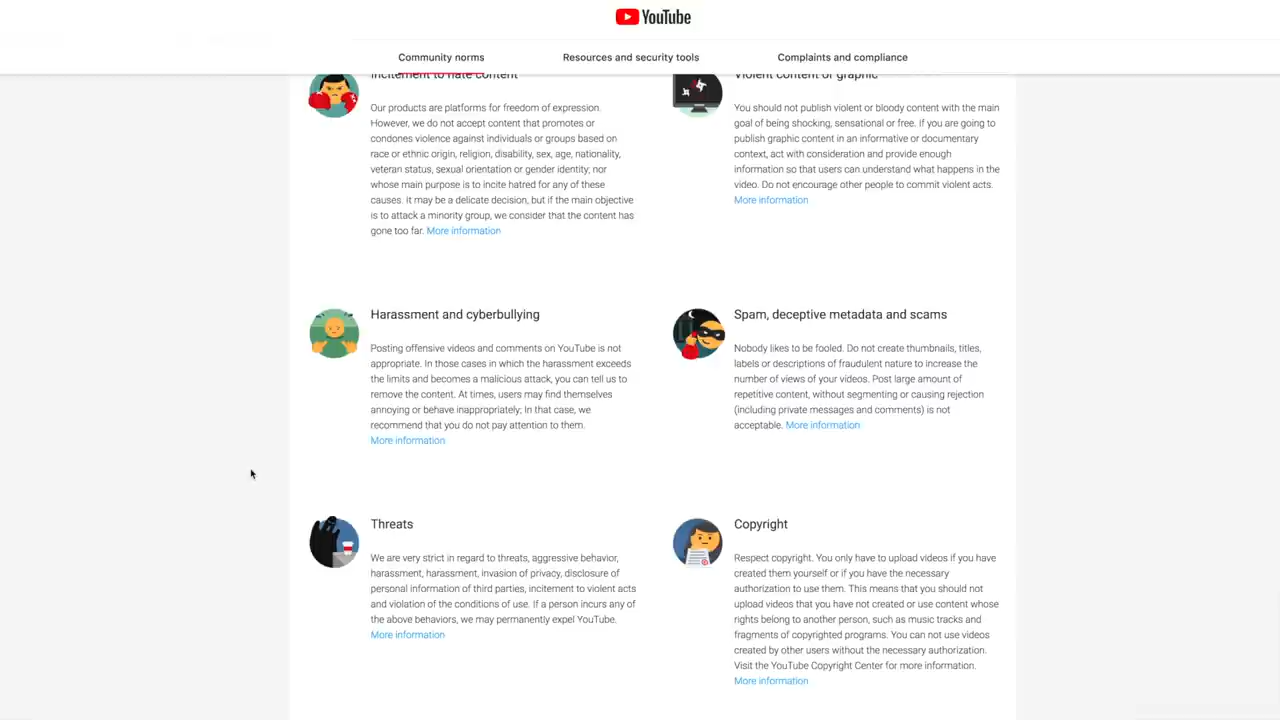 YouTube
Community norms
Resources and security tools
Complaints and compliance
Incitement to hate content
Our products are platforms for freedom of expression.
However, we do not accept content that promotes or
condones violence against individuals or groups based on
race or ethnic origin, religion, disability, sex, age, nationality,
veteran status, sexual orientation or gender identity; nor
whose main purpose is to incite hatred for any of these
causes. It may be a delicate decision, but if the main objective
is to attack a minority group, we consider that the content has
gone too far. More information
Violent content or graphic
You should not publish violent or bloody content with the main
goal of being shocking, sensational or free. If you are going to
publish graphic content in an informative or documentary
context, act with consideration and provide enough
information so that users can understand what happens in the
video. Do not encourage other people to commit violent acts.
More information
Harassment and cyberbullying
Posting offensive videos and comments on YouTube is not
appropriate. In those cases in which the harassment exceeds
the limits and becomes a malicious attack, you can tell us to
remove the content. At times, users may find themselves
annoying or behave inappropriately; In that case, we
recommend that you do not pay attention to them.
More information
Spam, deceptive metadata and scams
Nobody likes to be fooled. Do not create thumbnails, titles,
labels or descriptions of fraudulent nature to increase the
number of views of your videos. Post large amount of
repetitive content, without segmenting or causing rejection
(including private messages and comments) is not
acceptable. More information
Threats
We are very strict in regard to threats, aggressive behavior,
harassment, harassment, invasion of privacy, disclosure of
personal information of third parties, incitement to violent acts
and violation of the conditions of use. If a person incurs any of
the above behaviors, we may permanently expel YouTube.
More information
Copyright
Respect copyright. You only have to upload videos if you have
created them yourself or if you have the necessary
authorization to use them. This means that you should not
upload videos that you have not created or use content whose
rights belong to another person, such as music tracks and
fragments of copyrighted programs. You can not use videos
created by other users without the necessary authorization.
Visit the YouTube Copyright Center for more information.
More information